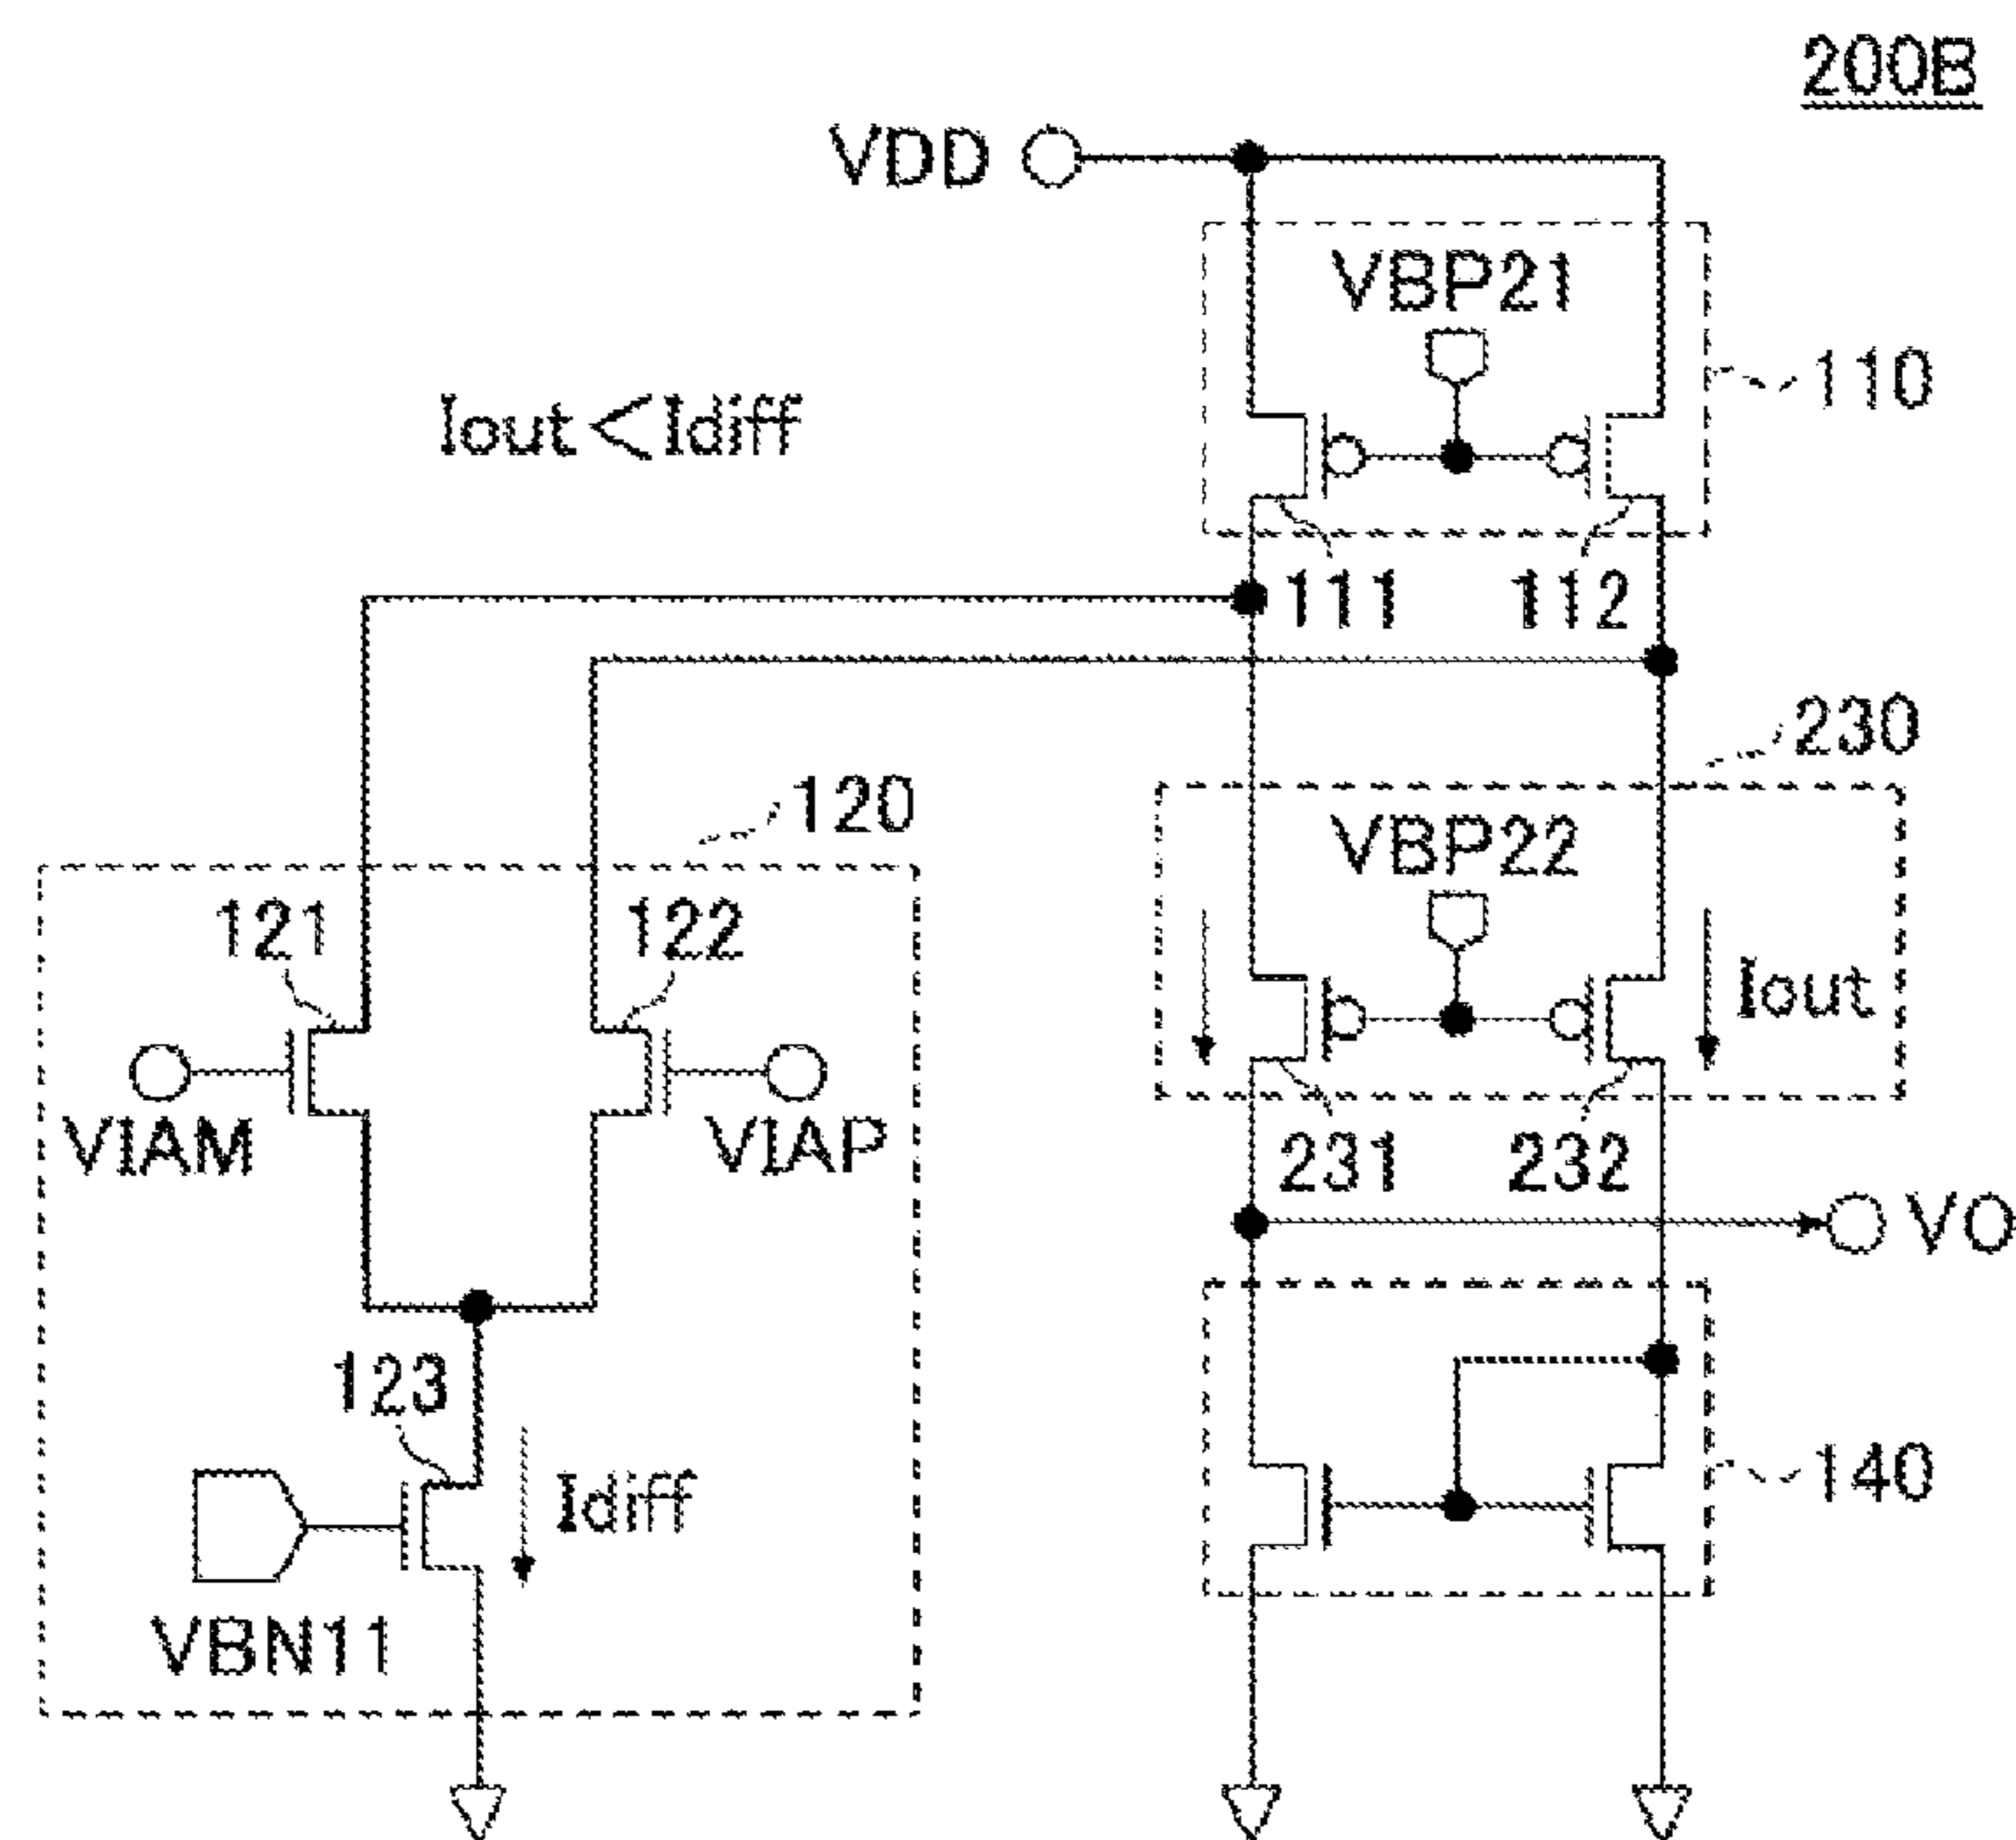 200B
VDD
VBP21
110
Iout<Idiff
111
112
230
120
VBP22
121
122
Iout
VIAM
VIAP
231
232
VO
123
140
Idiff
VBN11